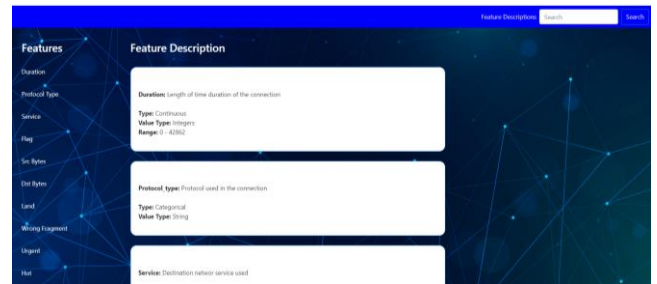 Feature Descriptions Search Search
Features
Duration
Protocol Type
Service
Flag
Src Bytes
Dst Bytes
Land
Wrong Fragment
Urgent
Hot
Feature Description
Duration: Length of time duration of the connection
Type: Continuous
Value Type: Integers
Range: 0 - 42862
Protocol_type: Protocol used in the connection
Type: Categorical
Value Type: String
Service: Destination networ service used